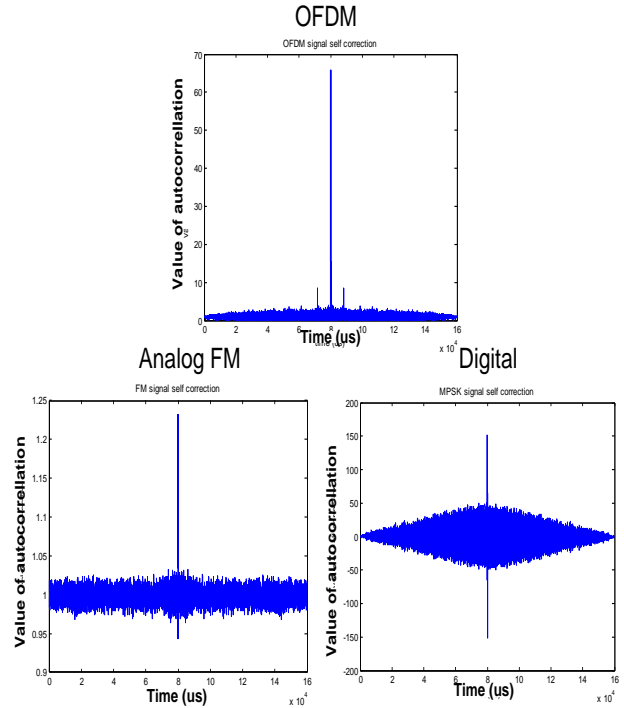 OFDM
OFDM signal self correction
Value of autocorrellation
70
60
50
40
30
20
10
0
0 2 4 6 8 10 12 14 16
Time (us)
x 10^4
Analog FM
FM signal self correction
Value of autocorrellation
1.25
1.2
1.15
1.1
1.05
1
0.95
0.9
0 2 4 6 8 10 12 14 16
Time (us)
x 10^4
Digital
MPSK signal self correction
Value of autocorrellation
200
150
100
50
0
-50
-100
-150
-200
0 2 4 6 8 10 12 14 16
Time (us)
x 10^4